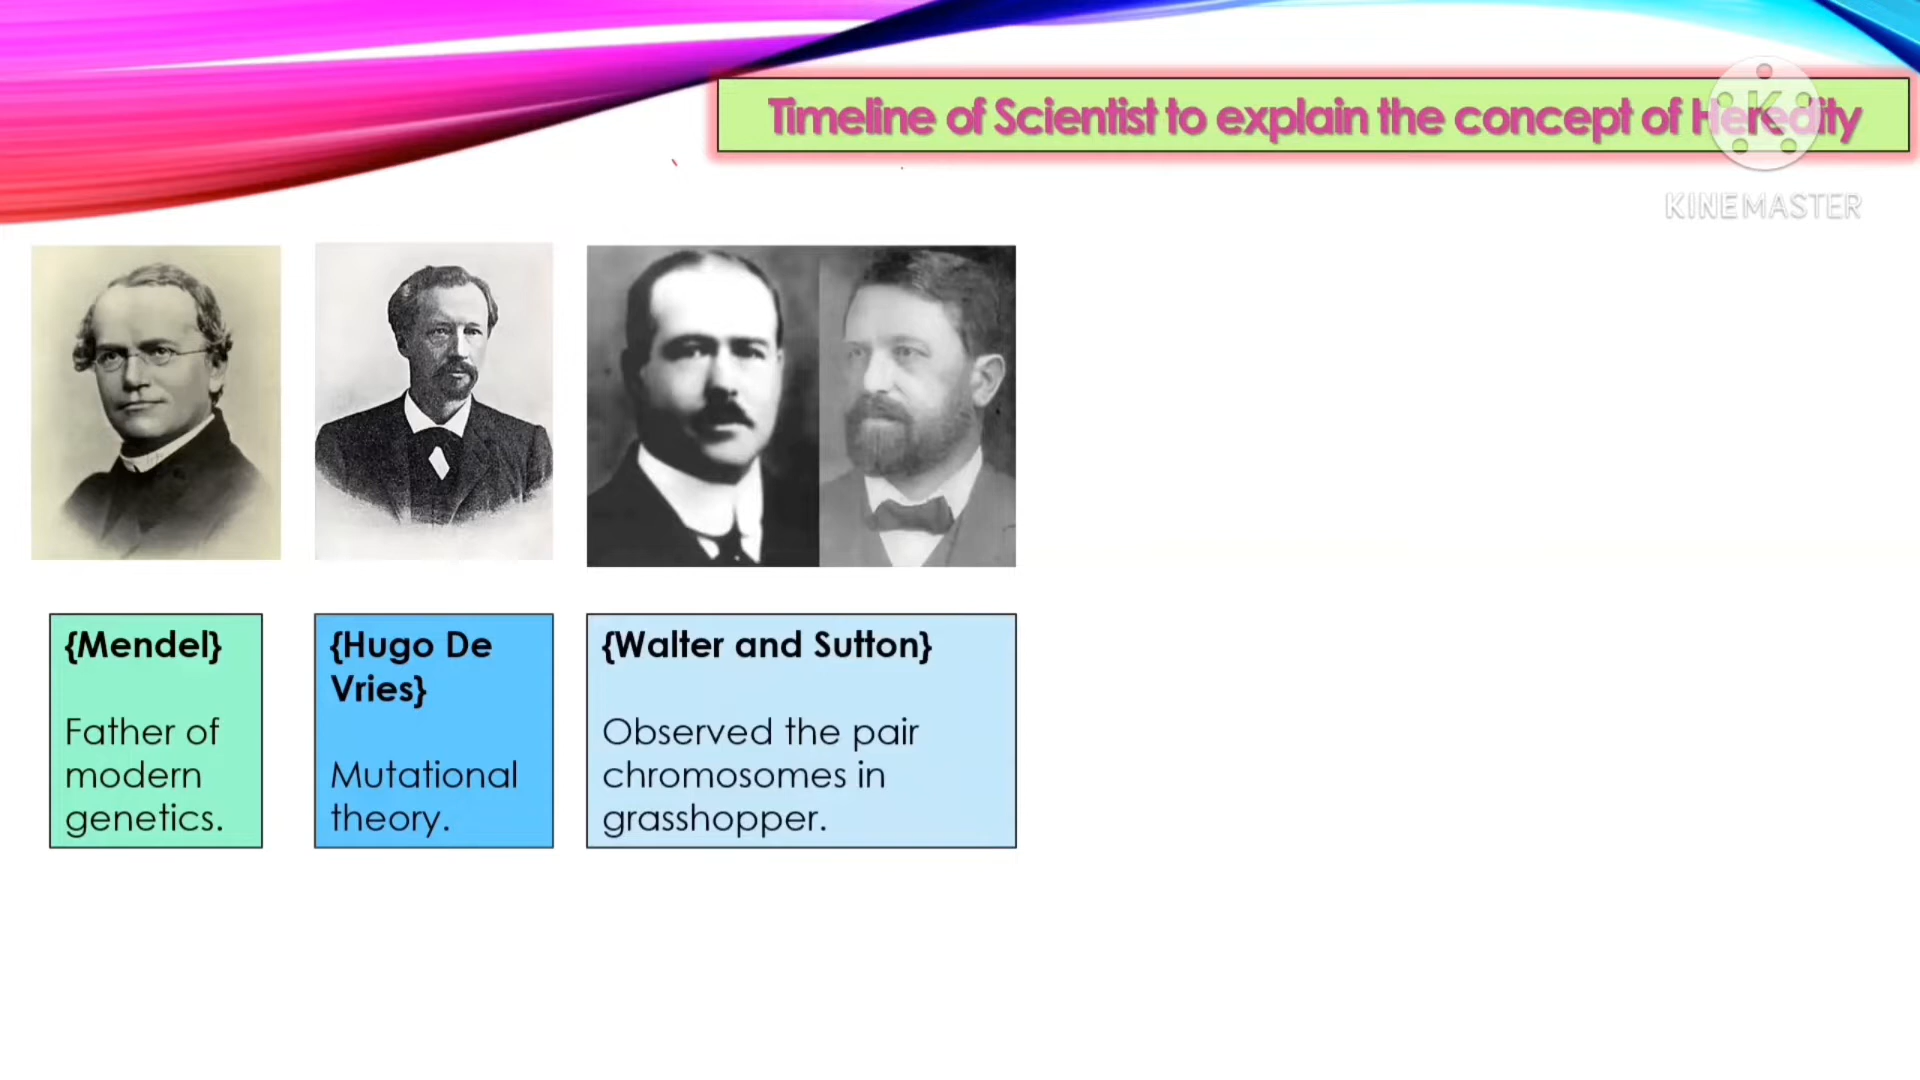 Timeline of Scientist to explain the concept of Heredity
K
KINEMASTER
{Mendel}
Father of
modern
genetics.
{Hugo De
Vries}
Mutational
theory.
{Walter and Sutton}
Observed the pair
chromosomes in
grasshopper.